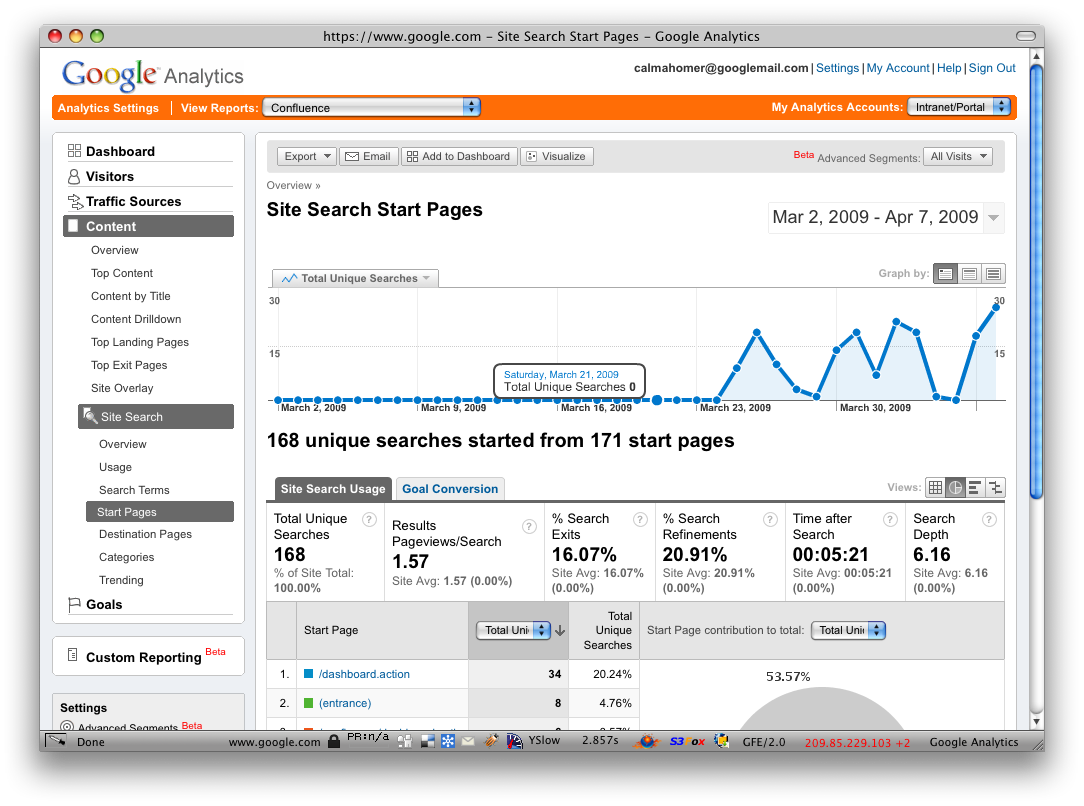 https://www.google.com – Site Search Start Pages – Google Analytics
Google Analytics
calmahomer@googlemail.com | Settings | My Account | Help | Sign Out
Analytics Settings | View Reports: Confluence
My Analytics Accounts: Intranet/Portal
Dashboard
Visitors
Traffic Sources
Content
Overview
Top Content
Content by Title
Content Drilldown
Top Landing Pages
Top Exit Pages
Site Overlay
Site Search
Overview
Usage
Search Terms
Start Pages
Destination Pages
Categories
Trending
Goals
Custom Reporting Beta
Settings
Advanced Segments Beta
Export Email Add to Dashboard Visualize
Beta Advanced Segments: All Visits
Overview »
Site Search Start Pages
Mar 2, 2009 - Apr 7, 2009
Total Unique Searches
Graph by:
30 30
15 15
Saturday, March 21, 2009
Total Unique Searches 0
March 2, 2009 March 9, 2009 March 16, 2009 March 23, 2009 March 30, 2009
168 unique searches started from 171 start pages
Site Search Usage Goal Conversion
Views:
Total Unique Searches ?
168
% of Site Total: 100.00%
Results Pageviews/Search ?
1.57
Site Avg: 1.57 (0.00%)
% Search Exits ?
16.07%
Site Avg: 16.07% (0.00%)
% Search Refinements ?
20.91%
Site Avg: 20.91% (0.00%)
Time after Search ?
00:05:21
Site Avg: 00:05:21 (0.00%)
Search Depth ?
6.16
Site Avg: 6.16 (0.00%)
Start Page
Total Uni
Total Unique Searches
Start Page contribution to total: Total Uni
1. /dashboard.action 34 20.24%
2. (entrance) 8 4.76%
53.57%
Done
www.google.com PR:n/a YSlow 2.857s S3Fox GFE/2.0 209.85.229.103 +2 Google Analytics